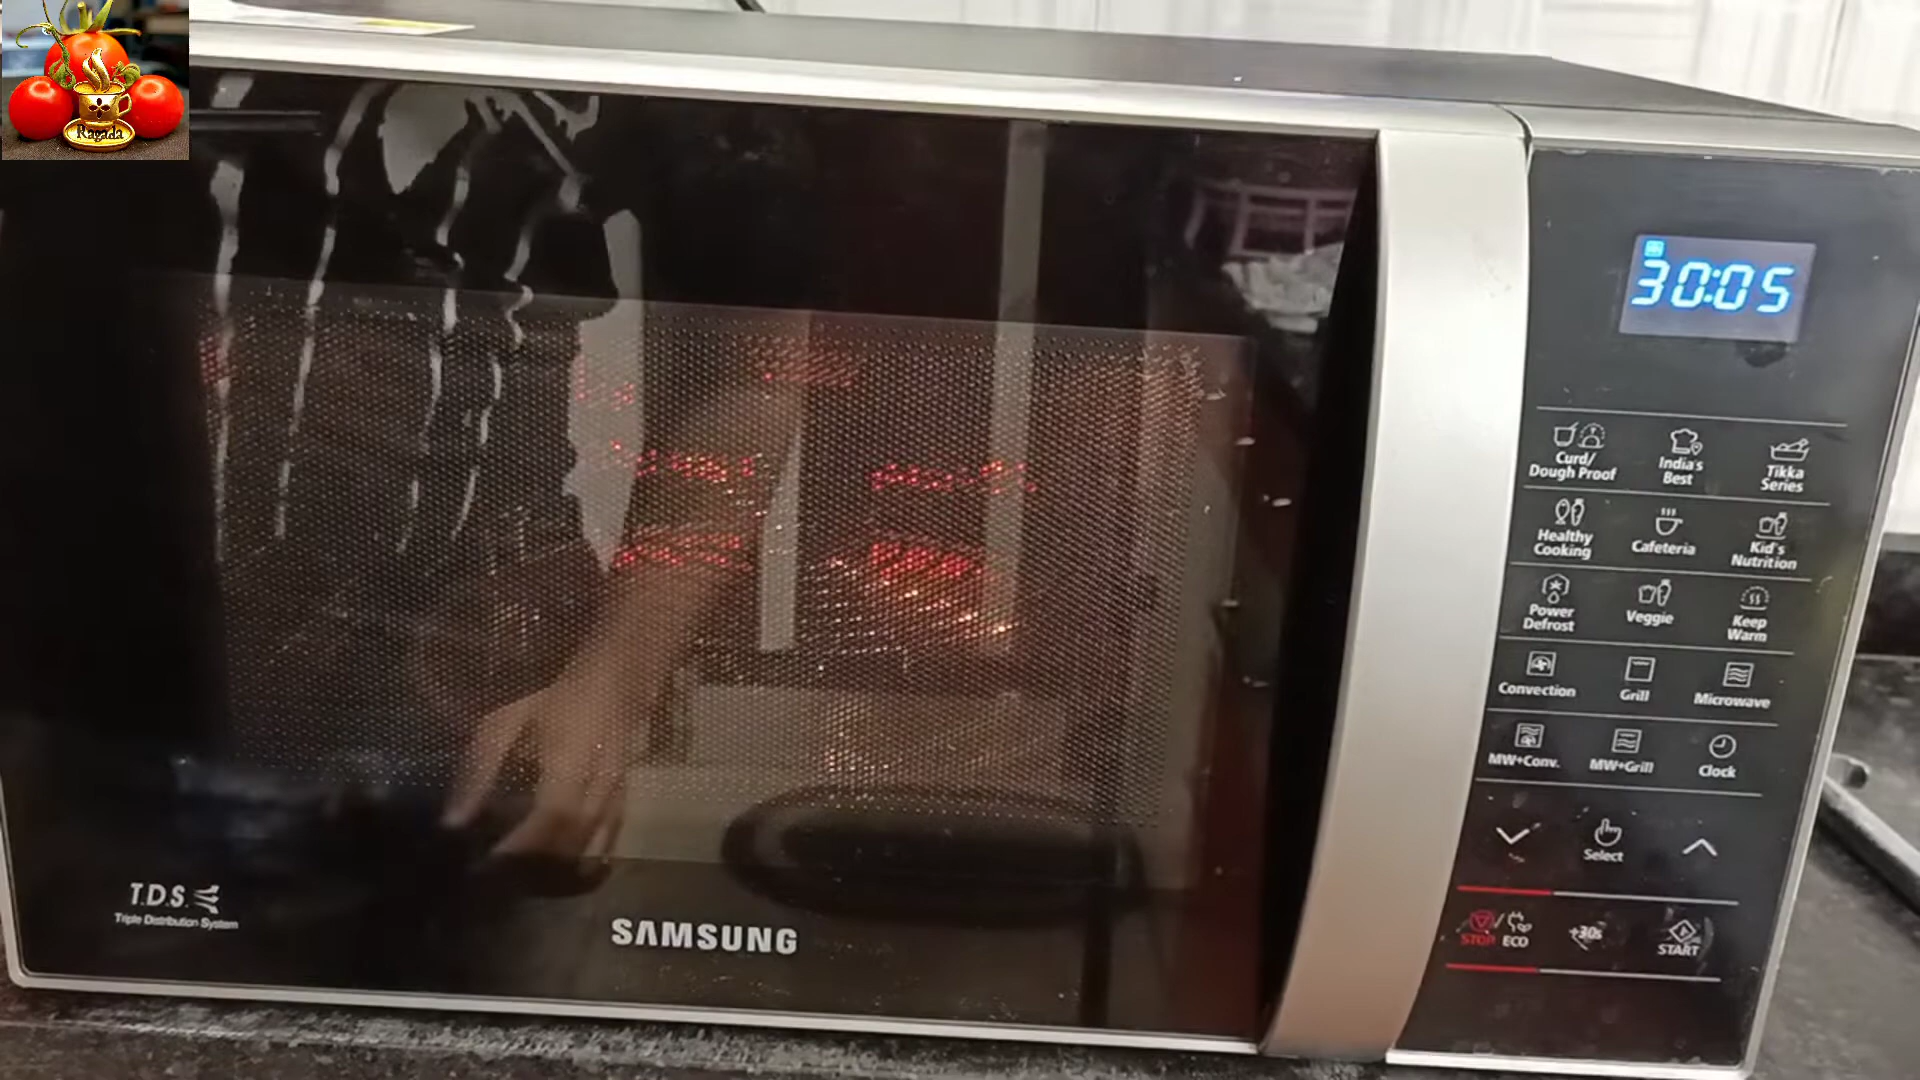 Ragada
30:05
Curd/
Dough Proof
India's
Best
Tikka
Series
Healthy
Cooking
Cafeteria
Kid's
Nutrition
Power
Defrost
Veggie
Keep
Warm
Convection
Grill
Microwave
MW+Conv.
MW+Grill
Clock
Select
STOP
ECO
+30s
START
T.D.S.
Triple Distribution System
SAMSUNG